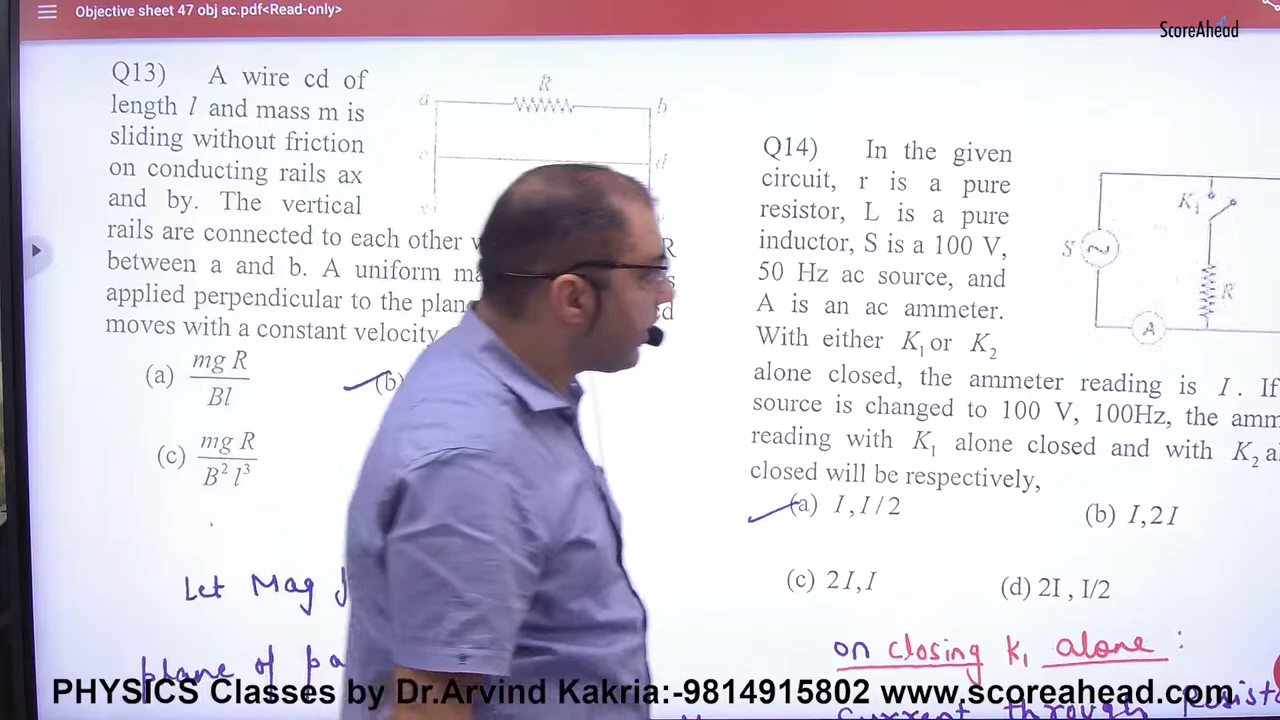 Objective sheet 47 obj ac.pdf<Read-only>
ScoreAhead
Q13) A wire cd of
length l and mass m is
sliding without friction
on conducting rails ax
and by. The vertical
rails are connected to each other
between a and b. A uniform
applied perpendicular to the plane
moves with a constant velocity
(a) mg R / Bl
(b)
(c) mg R / B² l³
a R b
c d
x
R
Let Mag
plane of
Q14) In the given
circuit, r is a pure
resistor, L is a pure
inductor, S is a 100 V,
50 Hz ac source, and
A is an ac ammeter.
With either K₁ or K₂
alone closed, the ammeter reading is I. If
source is changed to 100 V, 100Hz, the
reading with K₁ alone closed and with K₂
closed will be respectively,
(a) I, I/2
(b) I,2I
(c) 2I,I
(d) 2I , I/2
K₁
S
R
A
on closing K₁ alone :
current through
PHYSICS Classes by Dr.Arvind Kakria:-9814915802 www.scoreahead.com